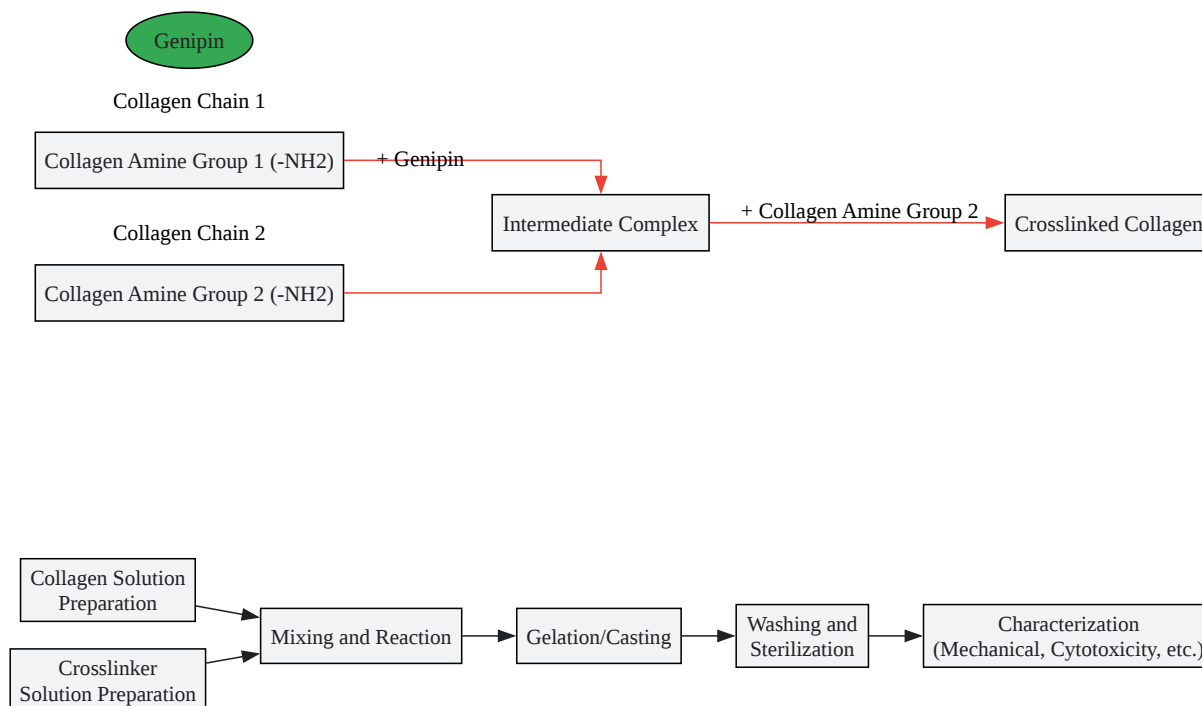 Genipin
Collagen Chain 1
Collagen Amine Group 1 (-NH2)
+ Genipin
Intermediate Complex
+ Collagen Amine Group 2
Crosslinked Collagen
Collagen Chain 2
Collagen Amine Group 2 (-NH2)
Collagen Solution
Preparation
Crosslinker
Solution Preparation
Mixing and Reaction
Gelation/Casting
Washing and
Sterilization
Characterization
(Mechanical, Cytotoxicity, etc.)